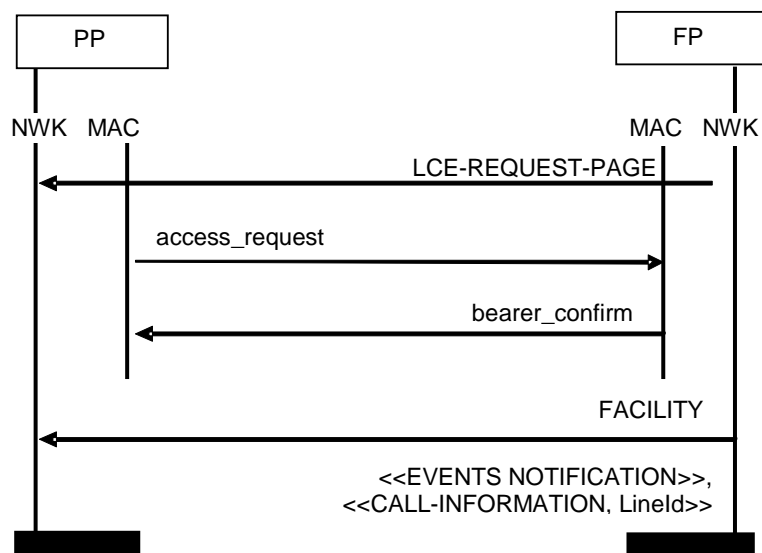 PP
FP
NWK MAC
MAC NWK
LCE-REQUEST-PAGE
access_request
bearer_confirm
FACILITY
<<EVENTS NOTIFICATION>>,
<<CALL-INFORMATION, LineId>>